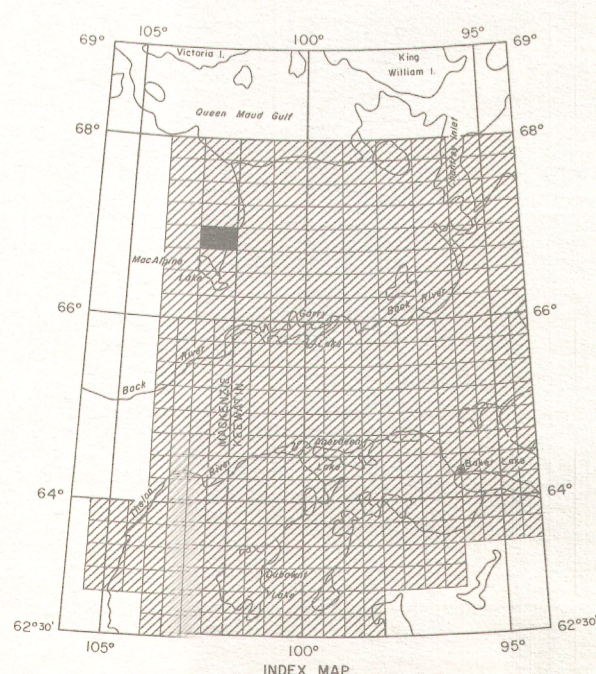 105° 100° 95°
69° 69°
Victoria I. King
William I.
Queen Maud Gulf
68° 68°
Chantrey Inlet
MacAlpine
Lake
66° 66°
Garry
Lake
Back River
Back River
MACKENZIE
KEEWATIN
Aberdeen
Lake
Baker Lake
Thelon River
64° 64°
Dubawnt
Lake
62°30' 62°30'
105° 100° 95°
INDEX MAP